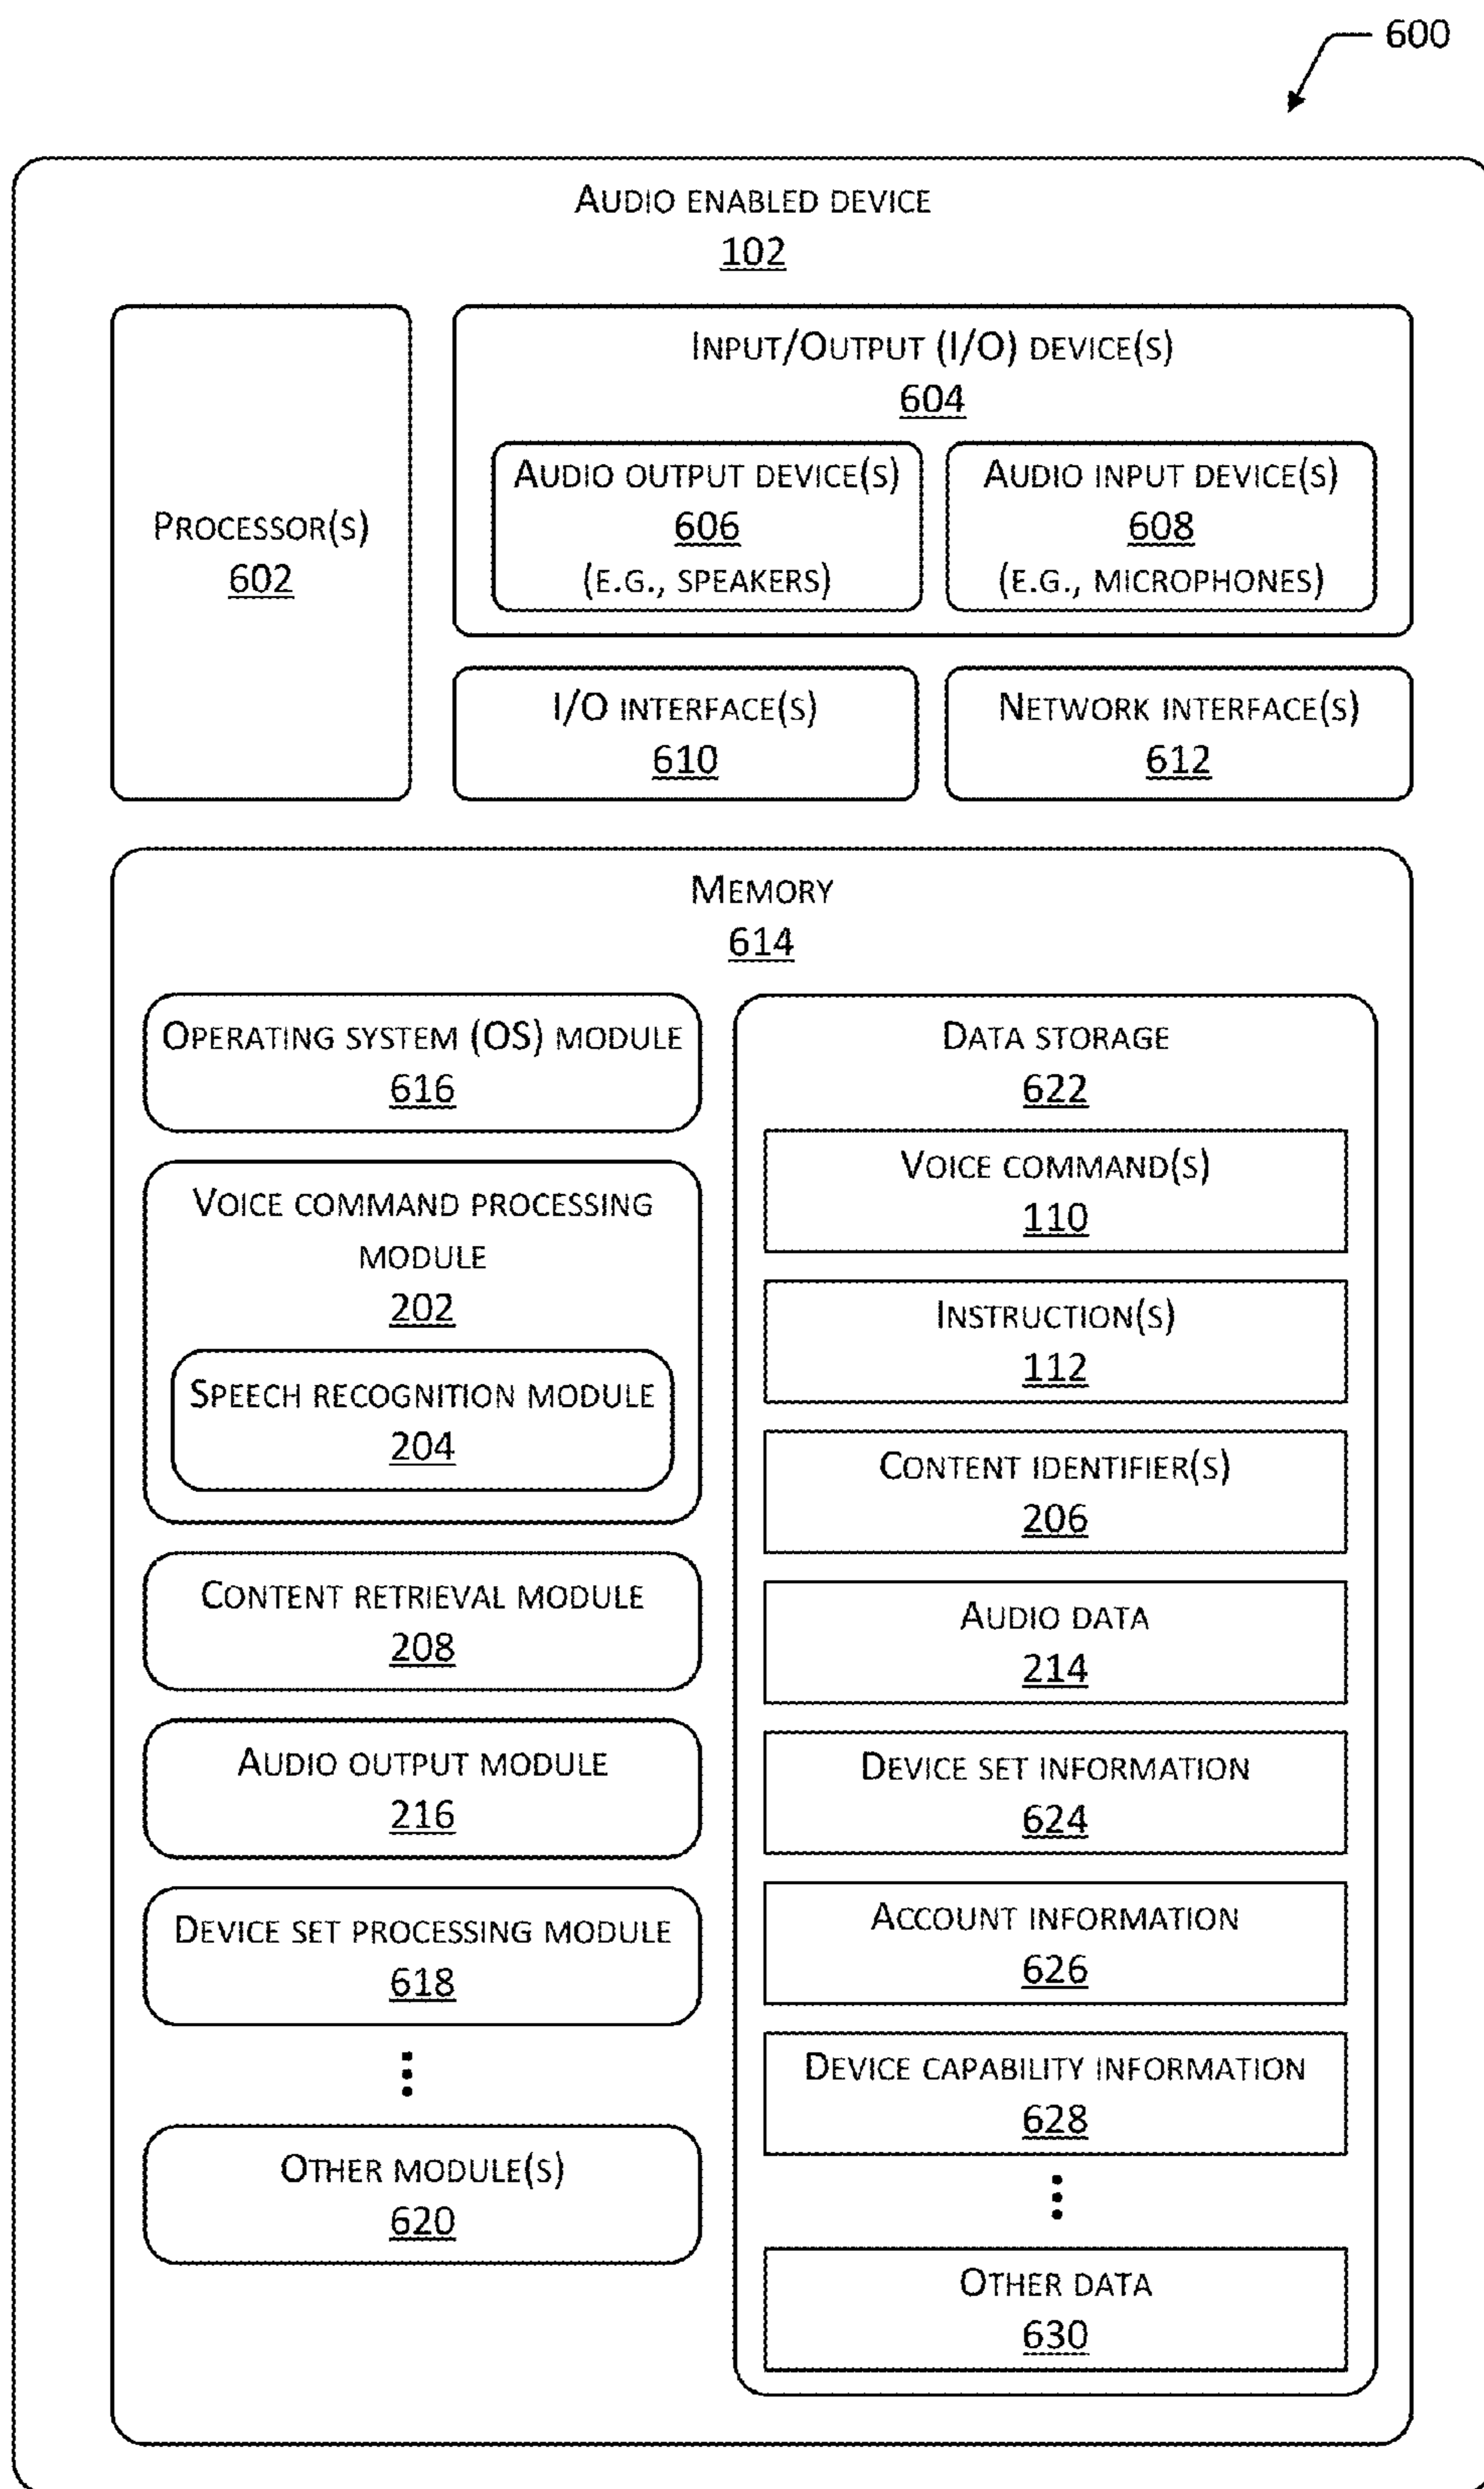 600
Audio enabled device
102
Processor(s)
602
Input/Output (I/O) device(s)
604
Audio output device(s)
606
(e.g., speakers)
Audio input device(s)
608
(e.g., microphones)
I/O interface(s)
610
Network interface(s)
612
Memory
614
Operating system (OS) module
616
Voice command processing
module
202
Speech recognition module
204
Content retrieval module
208
Audio output module
216
Device set processing module
618
Other module(s)
620
Data storage
622
Voice command(s)
110
Instruction(s)
112
Content identifier(s)
206
Audio data
214
Device set information
624
Account information
626
Device capability information
628
Other data
630